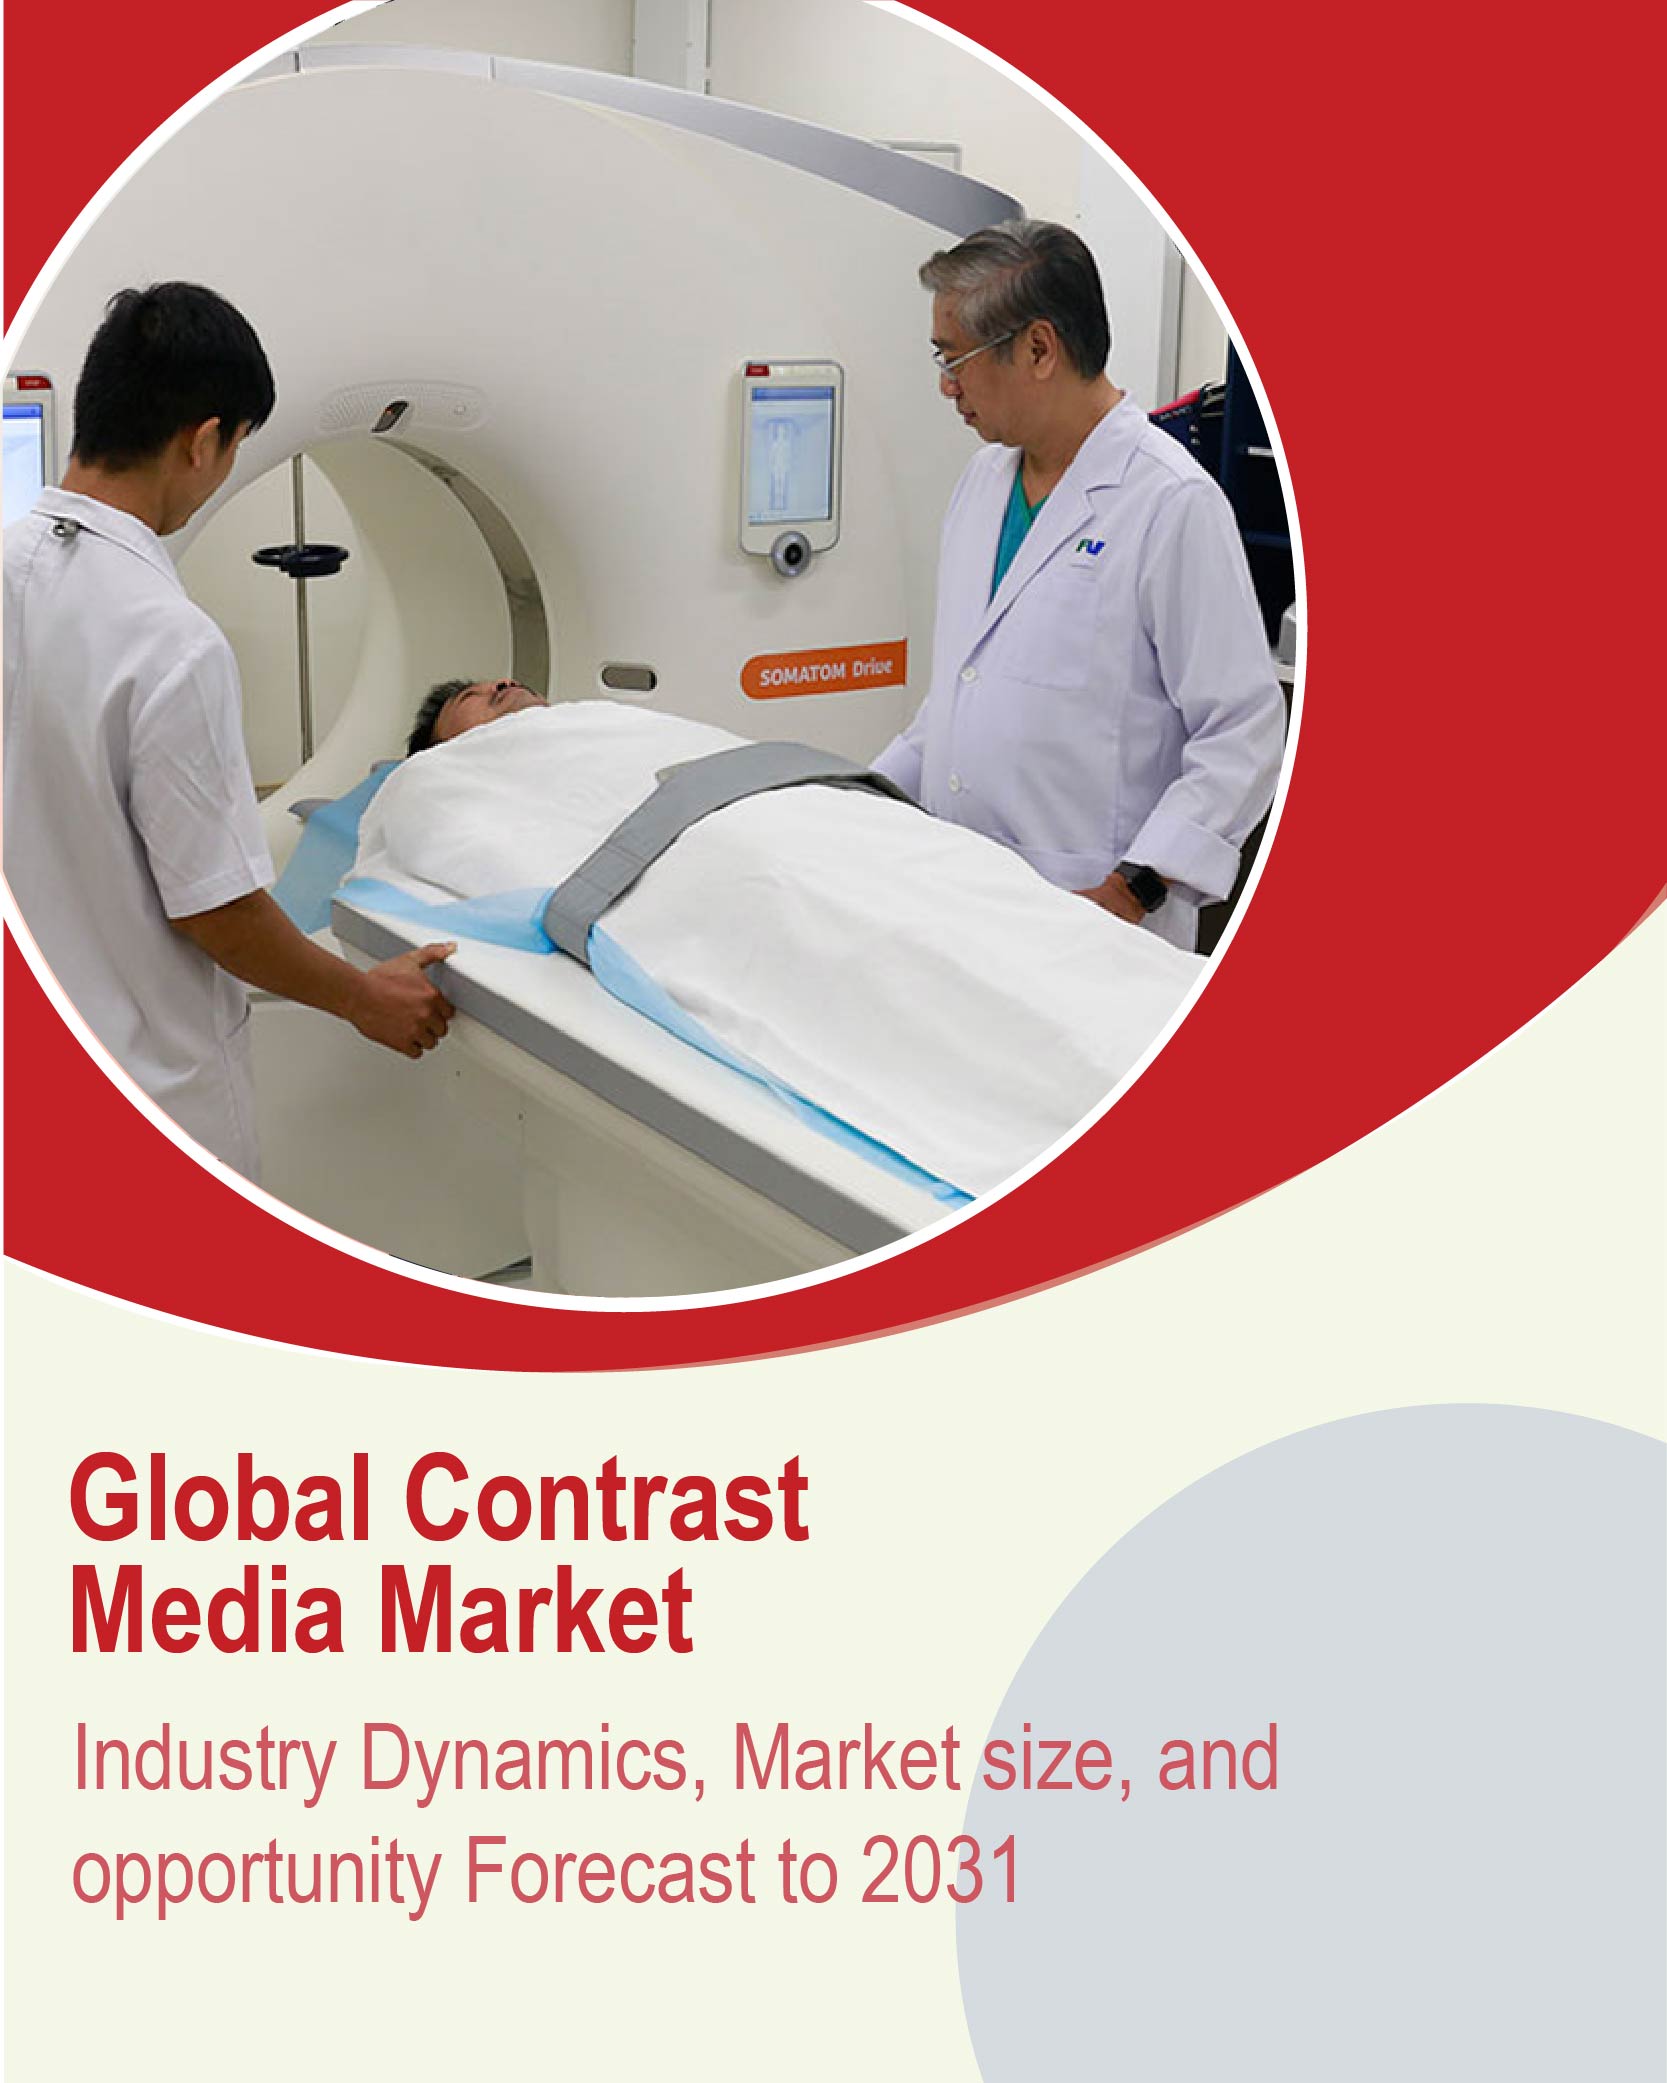 SOMATOM Drive
Global Contrast
Media Market
Industry Dynamics, Market size, and
opportunity Forecast to 2031